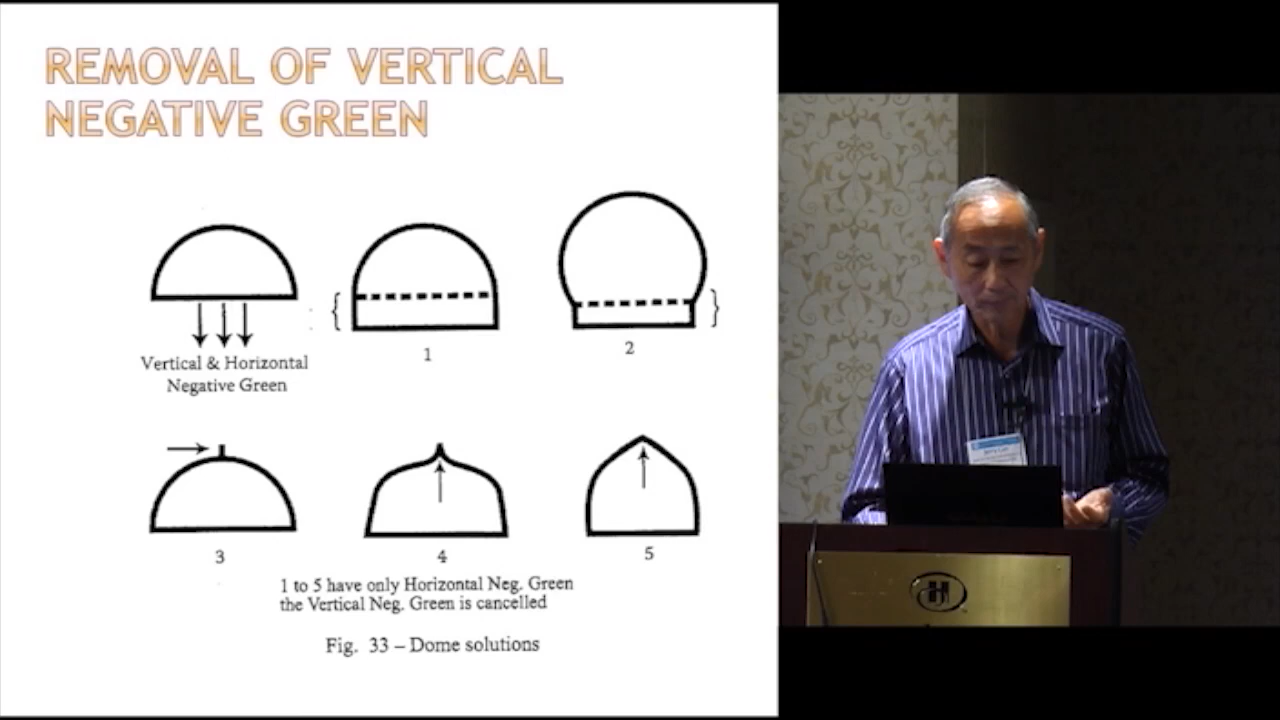 REMOVAL OF VERTICAL
NEGATIVE GREEN
Vertical & Horizontal
Negative Green
1
2
3
4
5
1 to 5 have only Horizontal Neg. Green
the Vertical Neg. Green is cancelled
Fig. 33 – Dome solutions
H